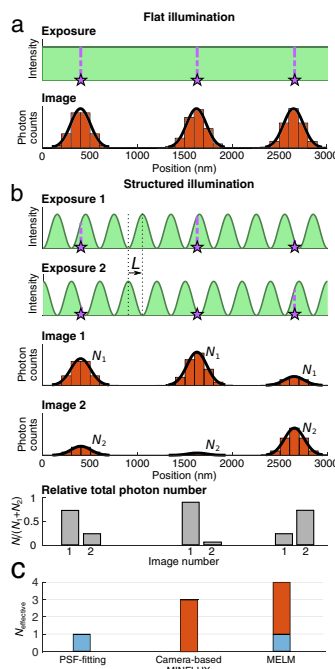 a
Flat illumination
Exposure
Intensity
Image
Photon counts
0 500 1000 1500 2000 2500 3000
Position (nm)
b
Structured illumination
Exposure 1
Intensity
L
Exposure 2
Intensity
Image 1
Photon counts
N1 N1 N1
Image 2
Photon counts
N2 N2 N2
0 500 1000 1500 2000 2500 3000
Position (nm)
Relative total photon number
N/(N1+N2)
1
0.5
0
1 2 1 2 1 2
Image number
c
Neffective
4
3
2
1
0
PSF-fitting Camera-based MELM